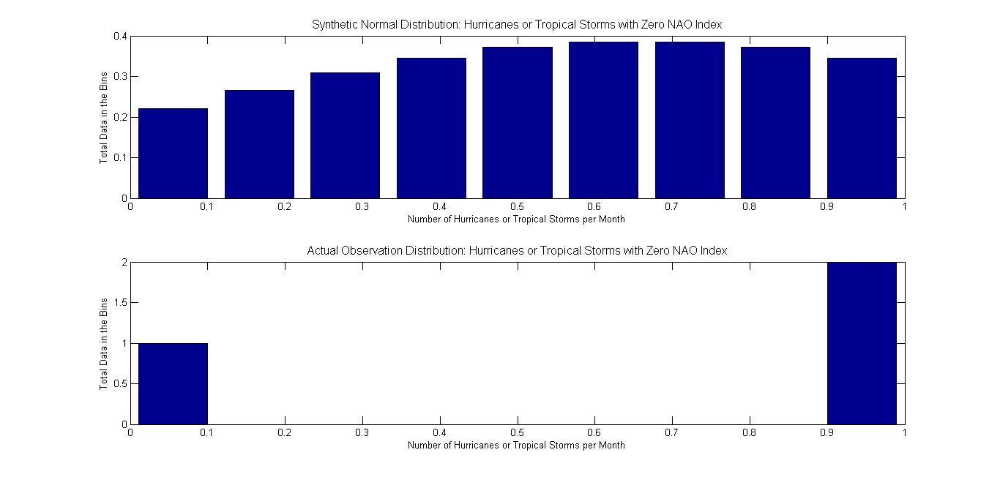 Synthetic Normal Distribution: Hurricanes or Tropical Storms with Zero NAO Index
0.4
0.3
0.2
0.1
0
Total Data in the Bins
0 0.1 0.2 0.3 0.4 0.5 0.6 0.7 0.8 0.9 1
Number of Hurricanes or Tropical Storms per Month
Actual Observation Distribution: Hurricanes or Tropical Storms with Zero NAO Index
2
1.5
1
0.5
0
Total Data in the Bins
0 0.1 0.2 0.3 0.4 0.5 0.6 0.7 0.8 0.9 1
Number of Hurricanes or Tropical Storms per Month